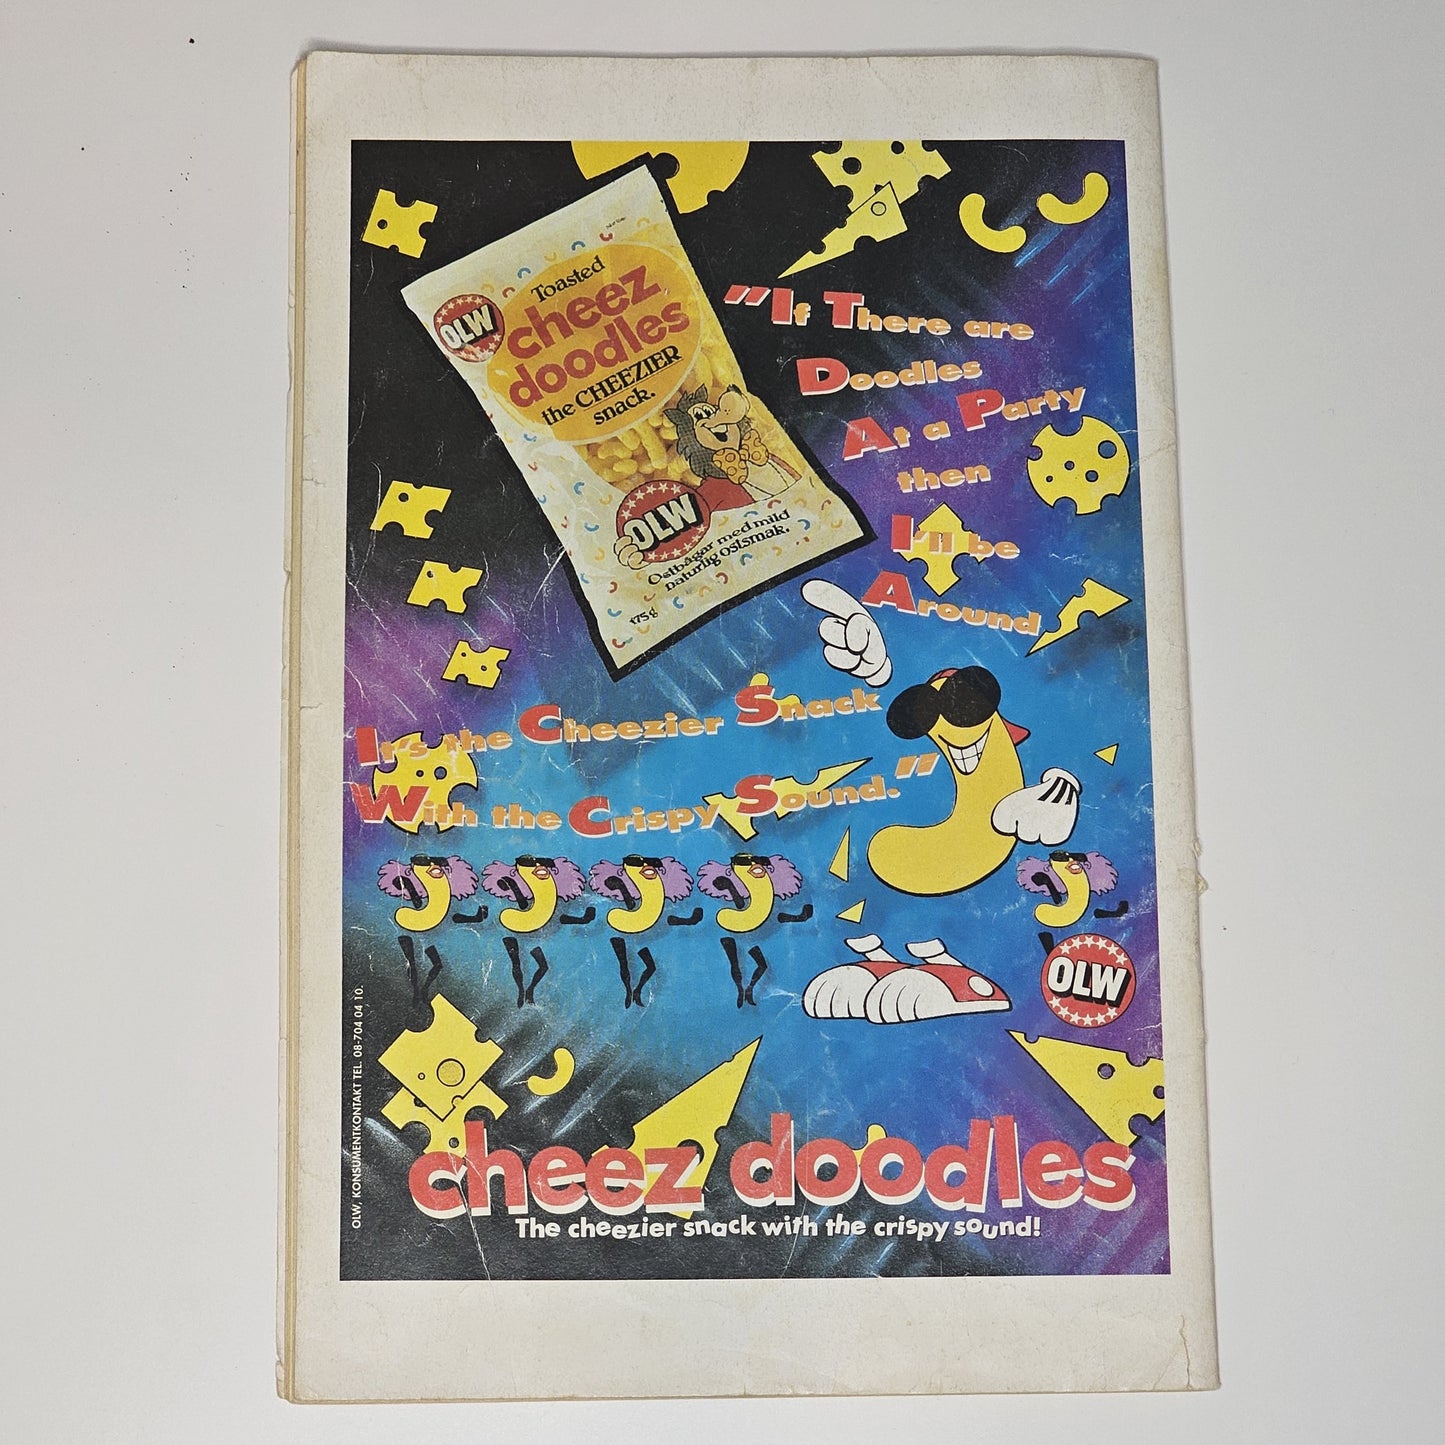 Toasted
cheez
doodles
the CHEEZIER
snack.
OLW
OLW
Ostbågar med mild
naturlig ostsmak.
175g
"If There are
Doodles
At a Party
then
I'll be
Around
It's the Cheezier Snack
With the Crispy Sound."
OLW
OLW, KONSUMENTKONTAKT TEL. 08-704 04 10.
cheez doodles
The cheezier snack with the crispy sound!